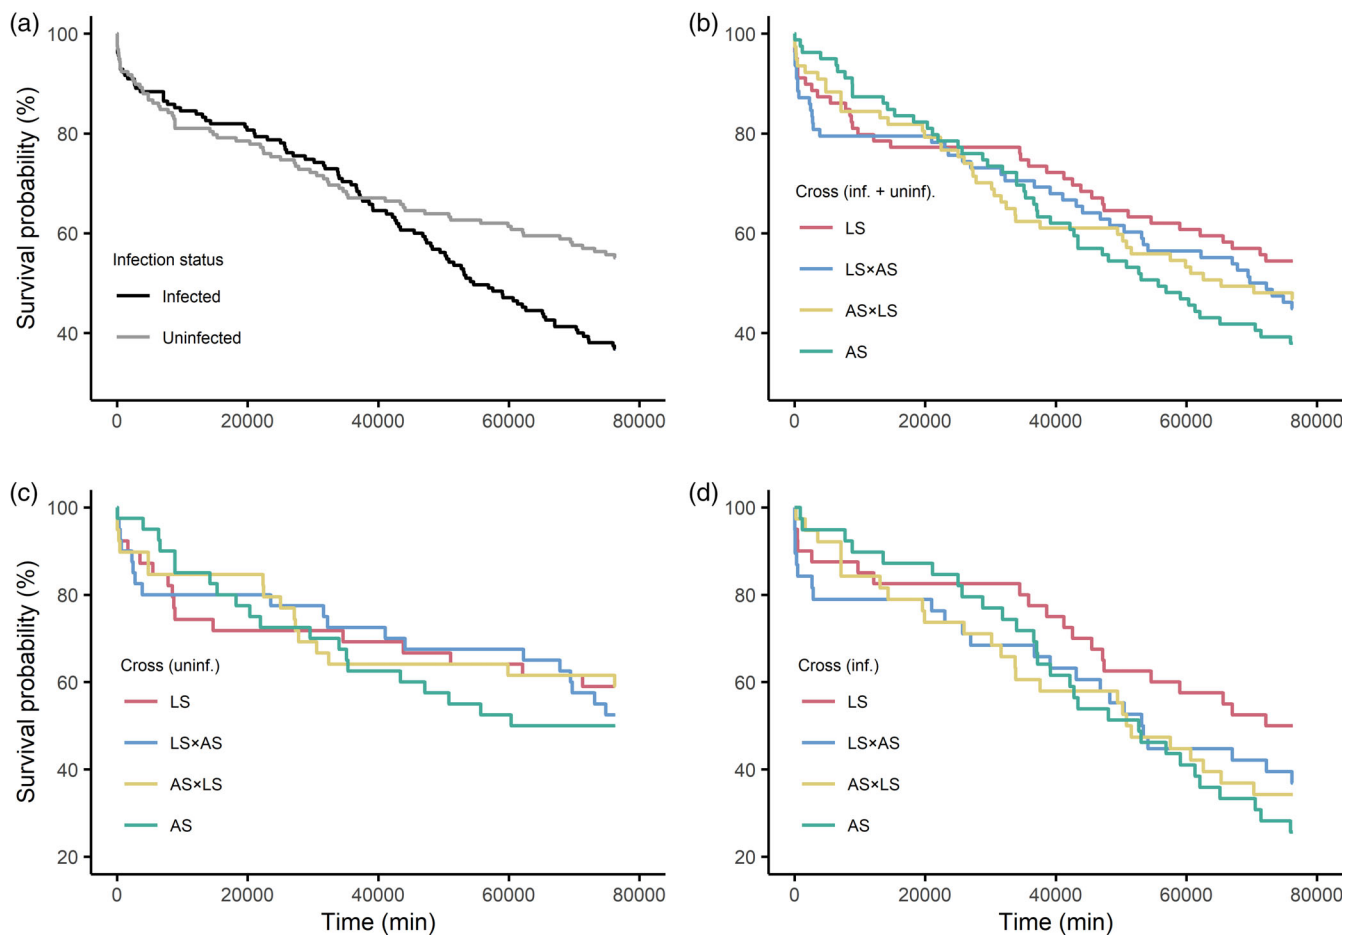 (a)
Survival probability (%)
100
80
60
40
Infection status
Infected
Uninfected
0 20000 40000 60000 80000
(b)
100
80
60
40
Cross (inf. + uninf).
LS
LS×AS
AS×LS
AS
0 20000 40000 60000 80000
(c)
Survival probability (%)
100
80
60
40
20
Cross (uninf.)
LS
LS×AS
AS×LS
AS
0 20000 40000 60000 80000
Time (min)
(d)
100
80
60
40
20
Cross (inf.)
LS
LS×AS
AS×LS
AS
0 20000 40000 60000 80000
Time (min)